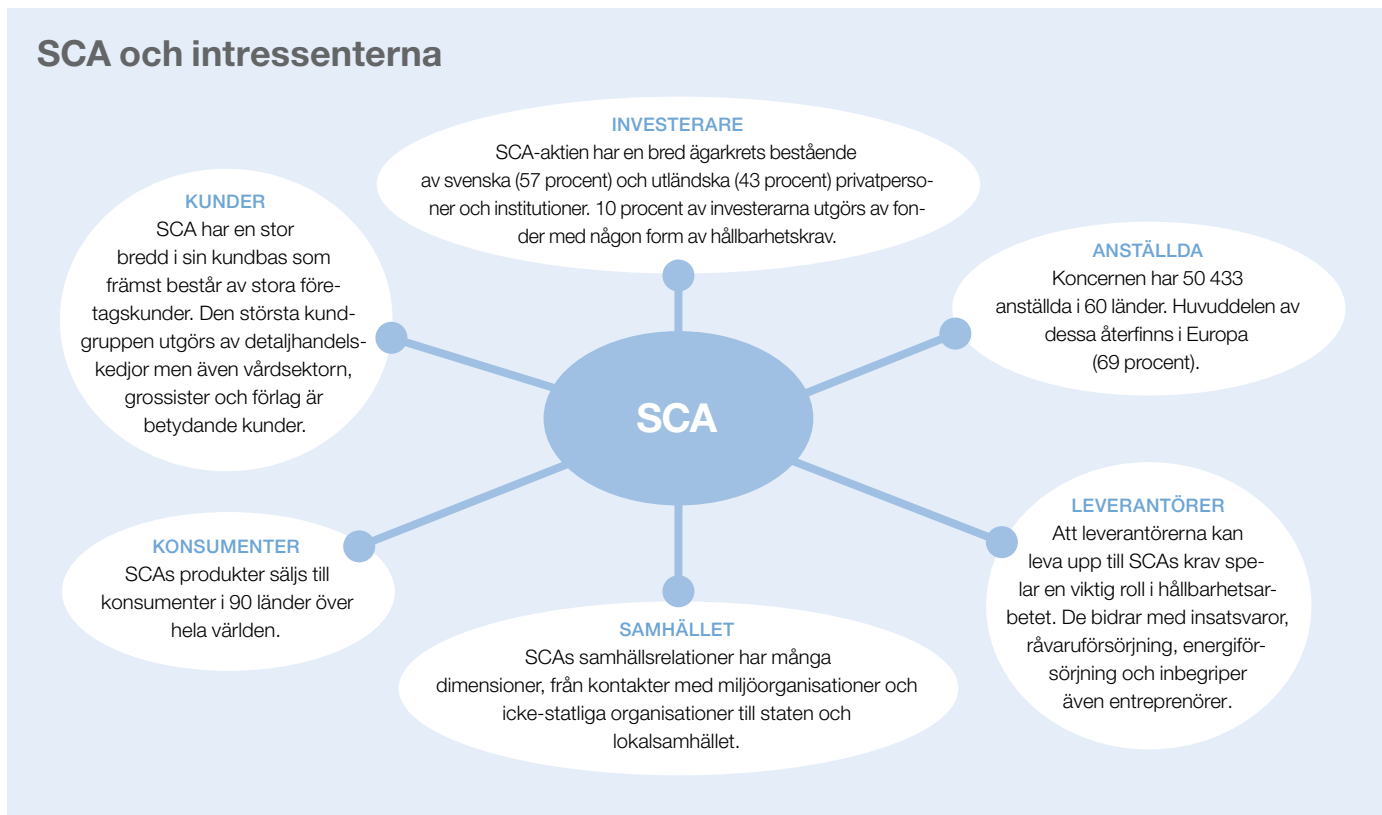 SCA och intressenterna
INVESTERARE
SCA-aktien har en bred ägarkrets bestående
av svenska (57 procent) och utländska (43 procent) privatperso-
ner och institutioner. 10 procent av investerarna utgörs av fon-
der med någon form av hållbarhetskrav.
KUNDER
SCA har en stor
bredd i sin kundbas som
främst består av stora före-
tagskunder. Den största kund-
gruppen utgörs av detaljhandels-
kedjor men även vårdsektorn,
grossister och förlag är
betydande kunder.
ANSTÄLLDA
Koncernen har 50 433
anställda i 60 länder. Huvuddelen av
dessa återfinns i Europa
(69 procent).
SCA
KONSUMENTER
SCAs produkter säljs till
konsumenter i 90 länder över
hela världen.
SAMHÄLLET
SCAs samhällsrelationer har många
dimensioner, från kontakter med miljöorganisationer och
icke-statliga organisationer till staten och
lokalsamhället.
LEVERANTÖRER
Att leverantörerna kan
leva upp till SCAs krav spe-
lar en viktig roll i hållbarhetsar-
betet. De bidrar med insatsvaror,
råvaruförsörjning, energiför-
sörjning och inbegriper
även entreprenörer.